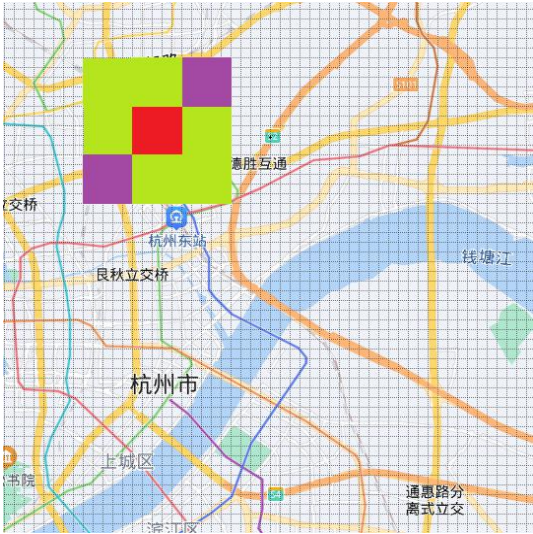 德胜互通
立交桥
杭州东站
钱塘江
艮秋立交桥
杭州市
上城区
书院
通惠路分
离式立交
滨江区